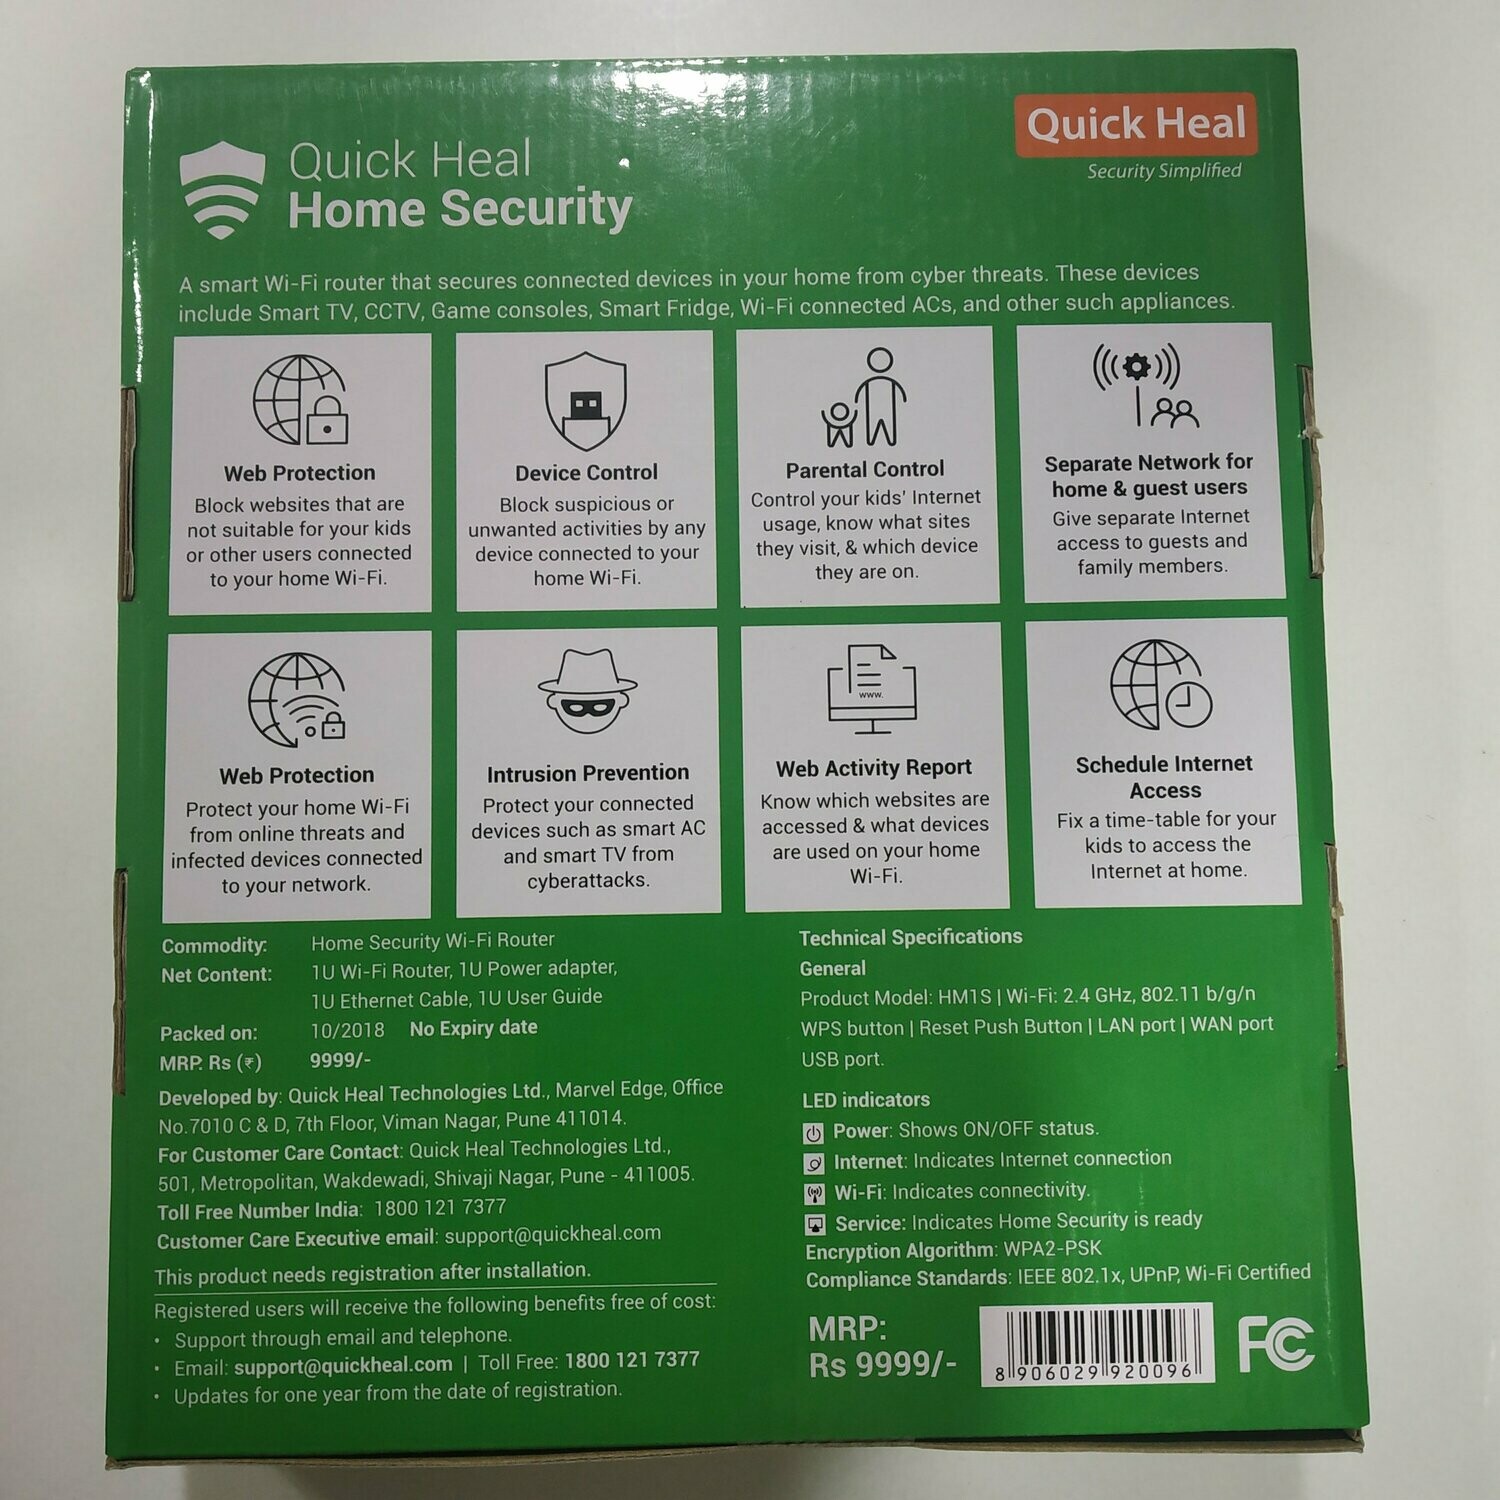 Quick Heal
Security Simplified
Quick Heal
Home Security
A smart Wi-Fi router that secures connected devices in your home from cyber threats. These devices
include Smart TV, CCTV, Game consoles, Smart Fridge, Wi-Fi connected ACs, and other such appliances.
Web Protection
Block websites that are
not suitable for your kids
or other users connected
to your home Wi-Fi.
Device Control
Block suspicious or
unwanted activities by any
device connected to your
home Wi-Fi.
Parental Control
Control your kids' Internet
usage, know what sites
they visit, & which device
they are on.
Separate Network for
home & guest users
Give separate Internet
access to guests and
family members.
Web Protection
Protect your home Wi-Fi
from online threats and
infected devices connected
to your network.
Intrusion Prevention
Protect your connected
devices such as smart AC
and smart TV from
cyberattacks.
www.
Web Activity Report
Know which websites are
accessed & what devices
are used on your home
Wi-Fi.
Schedule Internet
Access
Fix a time-table for your
kids to access the
Internet at home.
Commodity: Home Security Wi-Fi Router
Net Content: 1U Wi-Fi Router, 1U Power adapter,
1U Ethernet Cable, 1U User Guide
Packed on: 10/2018 No Expiry date
MRP: Rs (₹) 9999/-
Developed by: Quick Heal Technologies Ltd., Marvel Edge, Office
No.7010 C & D, 7th Floor, Viman Nagar, Pune 411014.
For Customer Care Contact: Quick Heal Technologies Ltd.,
501, Metropolitan, Wakdewadi, Shivaji Nagar, Pune - 411005.
Toll Free Number India: 1800 121 7377
Customer Care Executive email: support@quickheal.com
This product needs registration after installation.
Registered users will receive the following benefits free of cost:
• Support through email and telephone.
• Email: support@quickheal.com | Toll Free: 1800 121 7377
• Updates for one year from the date of registration.
Technical Specifications
General
Product Model: HM1S | Wi-Fi: 2.4 GHz, 802.11 b/g/n
WPS button | Reset Push Button | LAN port | WAN port
USB port.
LED indicators
Power: Shows ON/OFF status.
Internet: Indicates Internet connection
Wi-Fi: Indicates connectivity.
Service: Indicates Home Security is ready
Encryption Algorithm: WPA2-PSK
Compliance Standards: IEEE 802.1x, UPnP, Wi-Fi Certified
MRP:
Rs 9999/-
8 906029 920096
FC